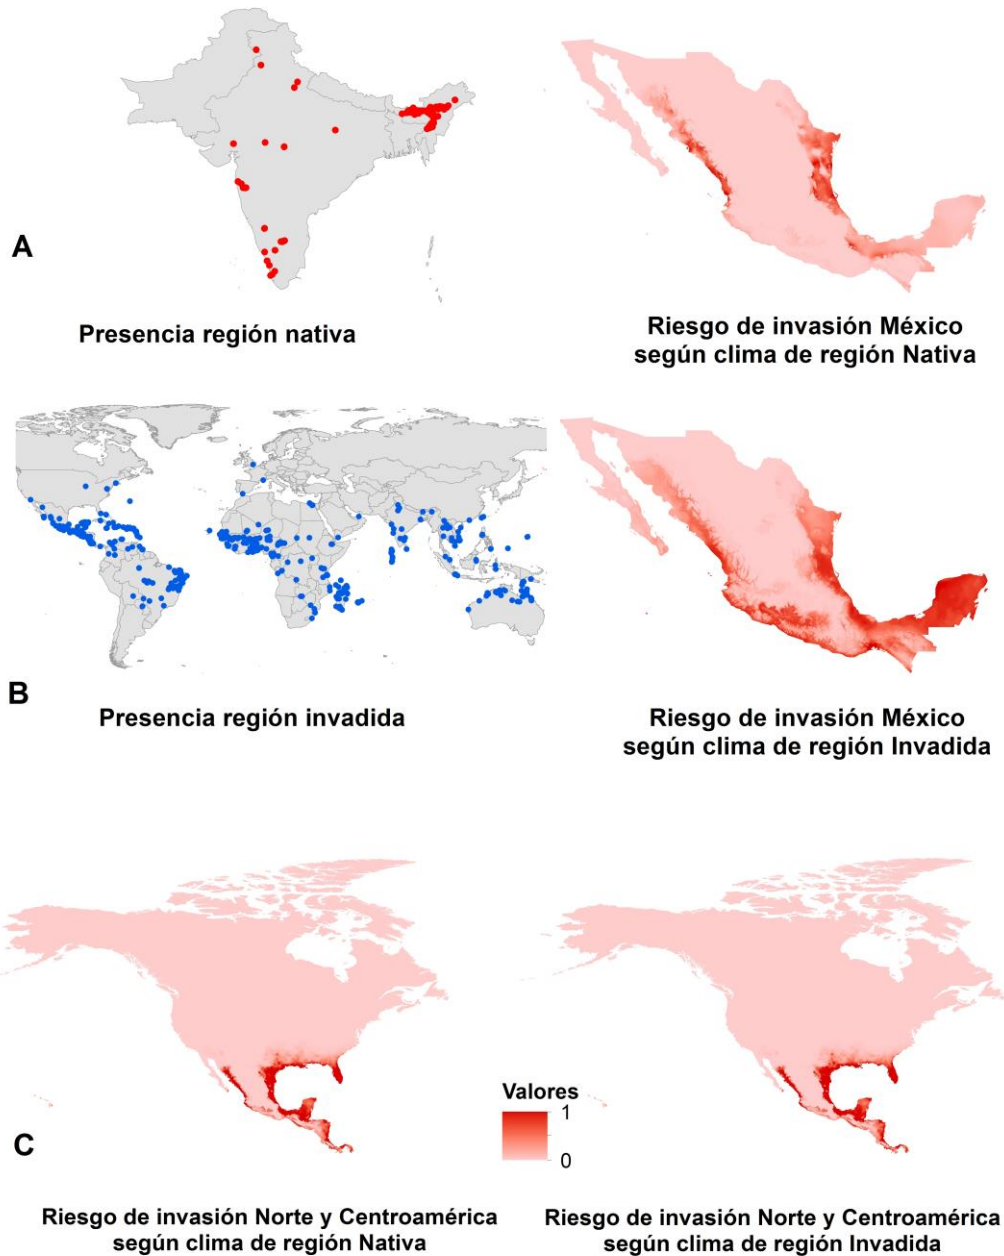 A
Presencia región nativa
Riesgo de invasión México
según clima de región Nativa
B
Presencia región invadida
Riesgo de invasión México
según clima de región Invadida
C
Valores
1
0
Riesgo de invasión Norte y Centroamérica
según clima de región Nativa
Riesgo de invasión Norte y Centroamérica
según clima de región Invadida